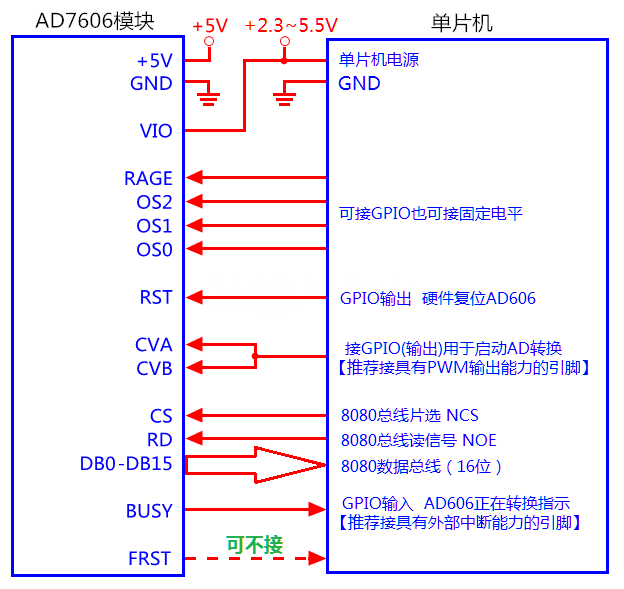 AD7606模块
+5V
+2.3~5.5V
单片机
+5V
单片机电源
GND
GND
VIO
RAGE
OS2
OS1
可接GPIO也可接固定电平
OS0
RST
GPIO输出 硬件复位AD606
CVA
接GPIO(输出)用于启动AD转换
CVB
【推荐接具有PWM输出能力的引脚】
CS
8080总线片选 NCS
RD
8080总线读信号 NOE
DB0-DB15
8080数据总线（16位）
BUSY
GPIO输入 AD606正在转换指示
【推荐接具有外部中断能力的引脚】
可不接
FRST